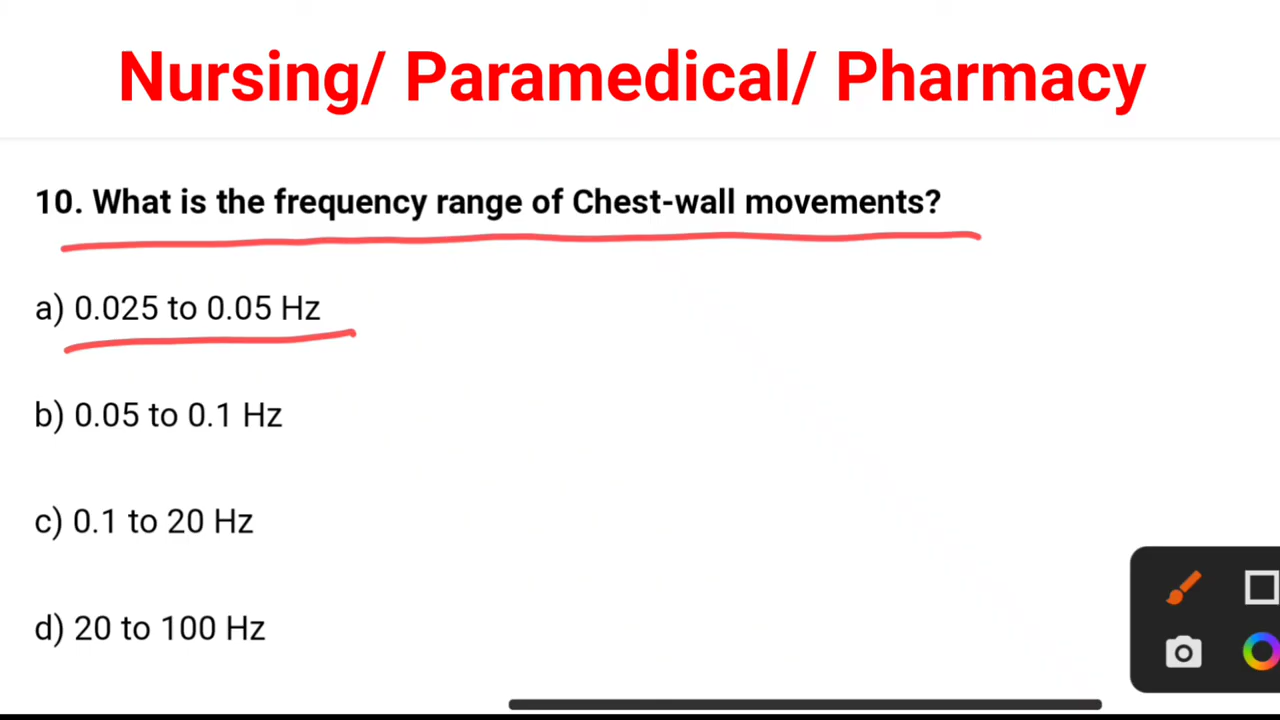 Nursing/ Paramedical/ Pharmacy
10. What is the frequency range of Chest-wall movements?
a) 0.025 to 0.05 Hz
b) 0.05 to 0.1 Hz
c) 0.1 to 20 Hz
d) 20 to 100 Hz